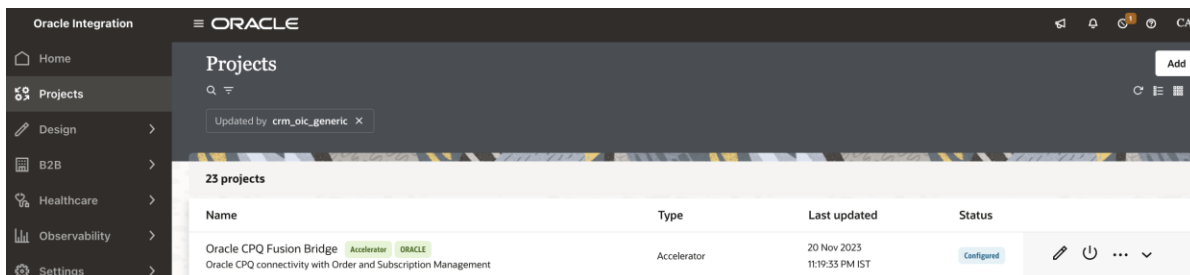 Oracle Integration
ORACLE
1
CA
Home
Projects
Design
B2B
Healthcare
Observability
Settings
Projects
Add
Updated by crm_oic_generic ×
23 projects
Name Type Last updated Status
Oracle CPQ Fusion Bridge Accelerator ORACLE
Oracle CPQ connectivity with Order and Subscription Management
Accelerator
20 Nov 2023
11:19:33 PM IST
Configured